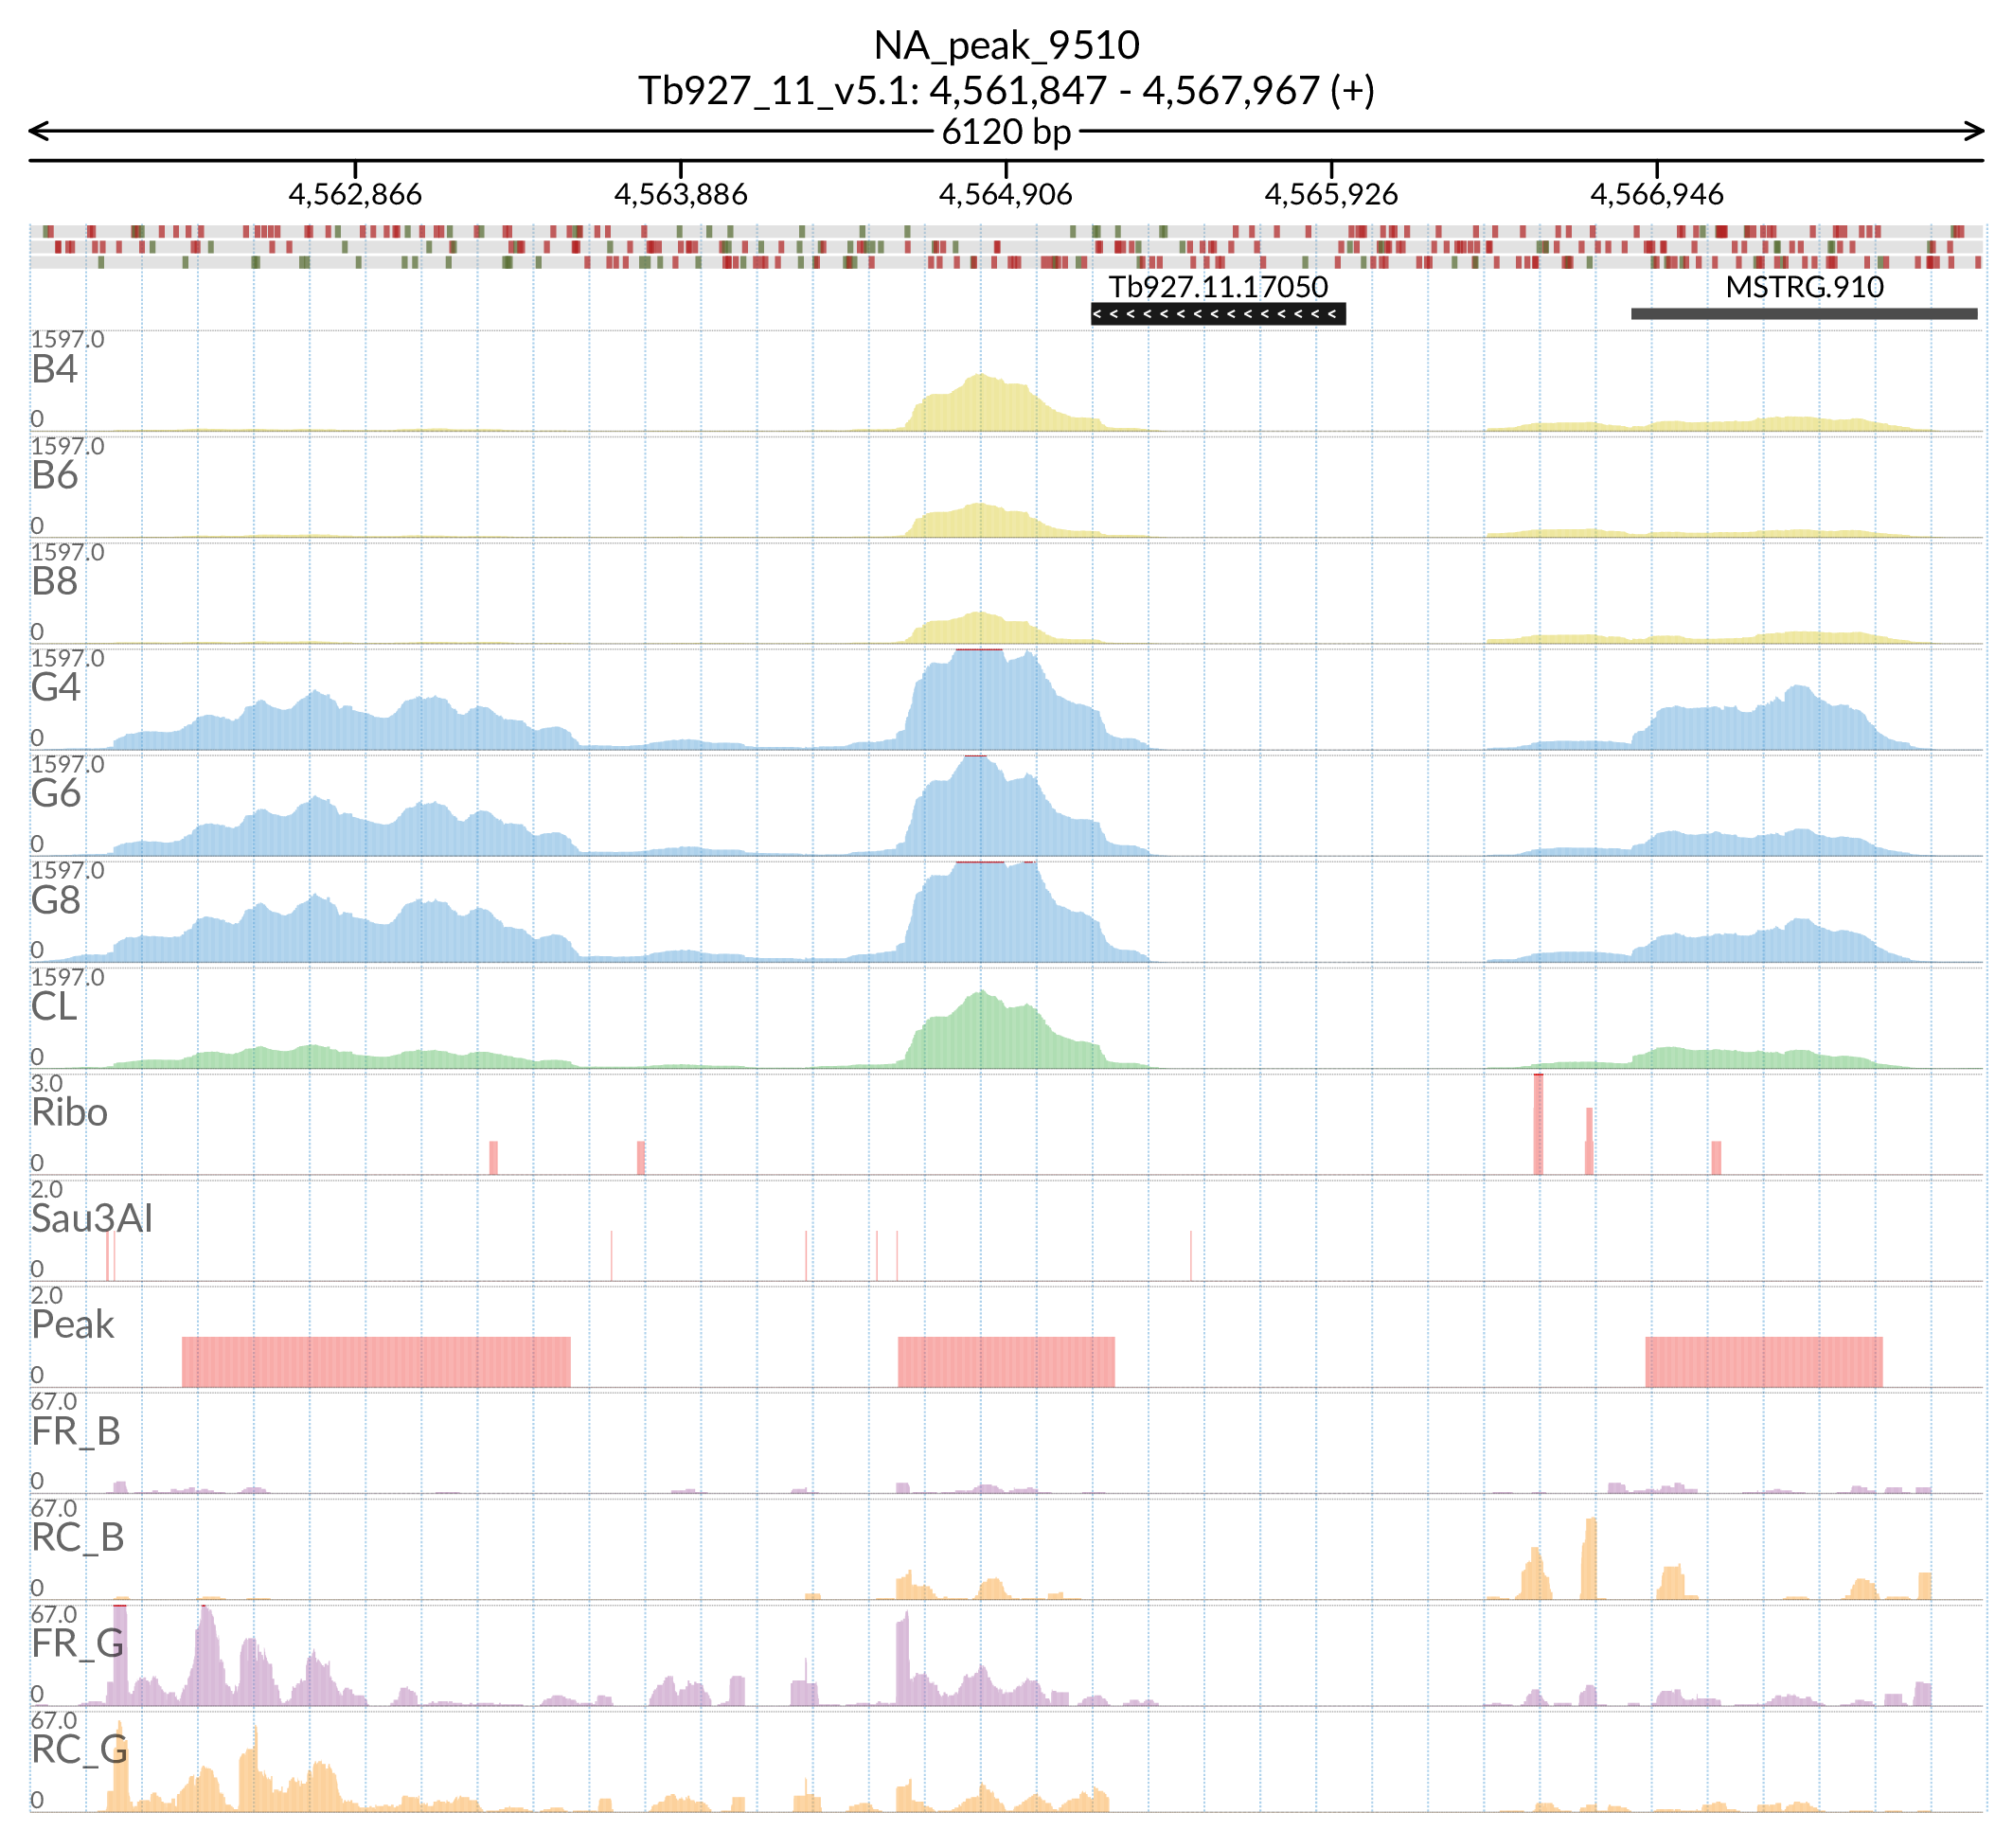 NA_peak_9510
Tb927_11_v5.1: 4,561,847 - 4,567,967 (+)
6120 bp
4,562,866 4,563,886 4,564,906 4,565,926 4,566,946
Tb927.11.17050 MSTRG.910
< < < < < < < < < < < < < < <
1597.0
B4
0
1597.0
B6
0
1597.0
B8
0
1597.0
G4
0
1597.0
G6
0
1597.0
G8
0
1597.0
CL
0
3.0
Ribo
0
2.0
Sau3AI
0
2.0
Peak
0
67.0
FR_B
0
67.0
RC_B
0
67.0
FR_G
0
67.0
RC_G
0